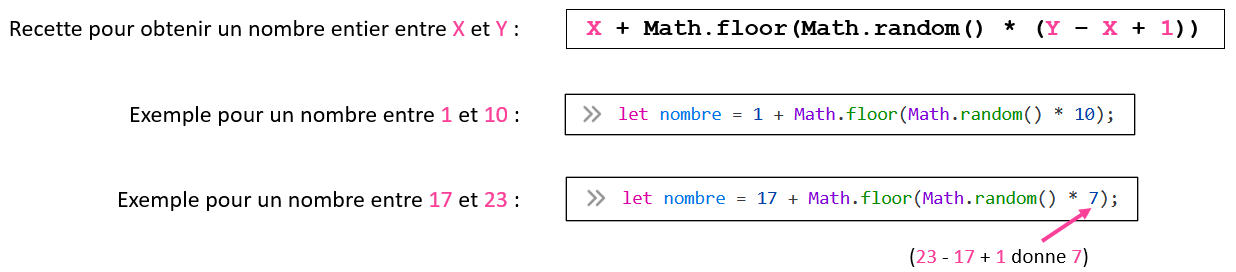 Recette pour obtenir un nombre entier entre X et Y : X + Math.floor(Math.random() * (Y – X + 1))
Exemple pour un nombre entre 1 et 10 : >> let nombre = 1 + Math.floor(Math.random() * 10);
Exemple pour un nombre entre 17 et 23 : >> let nombre = 17 + Math.floor(Math.random() * 7);
(23 - 17 + 1 donne 7)